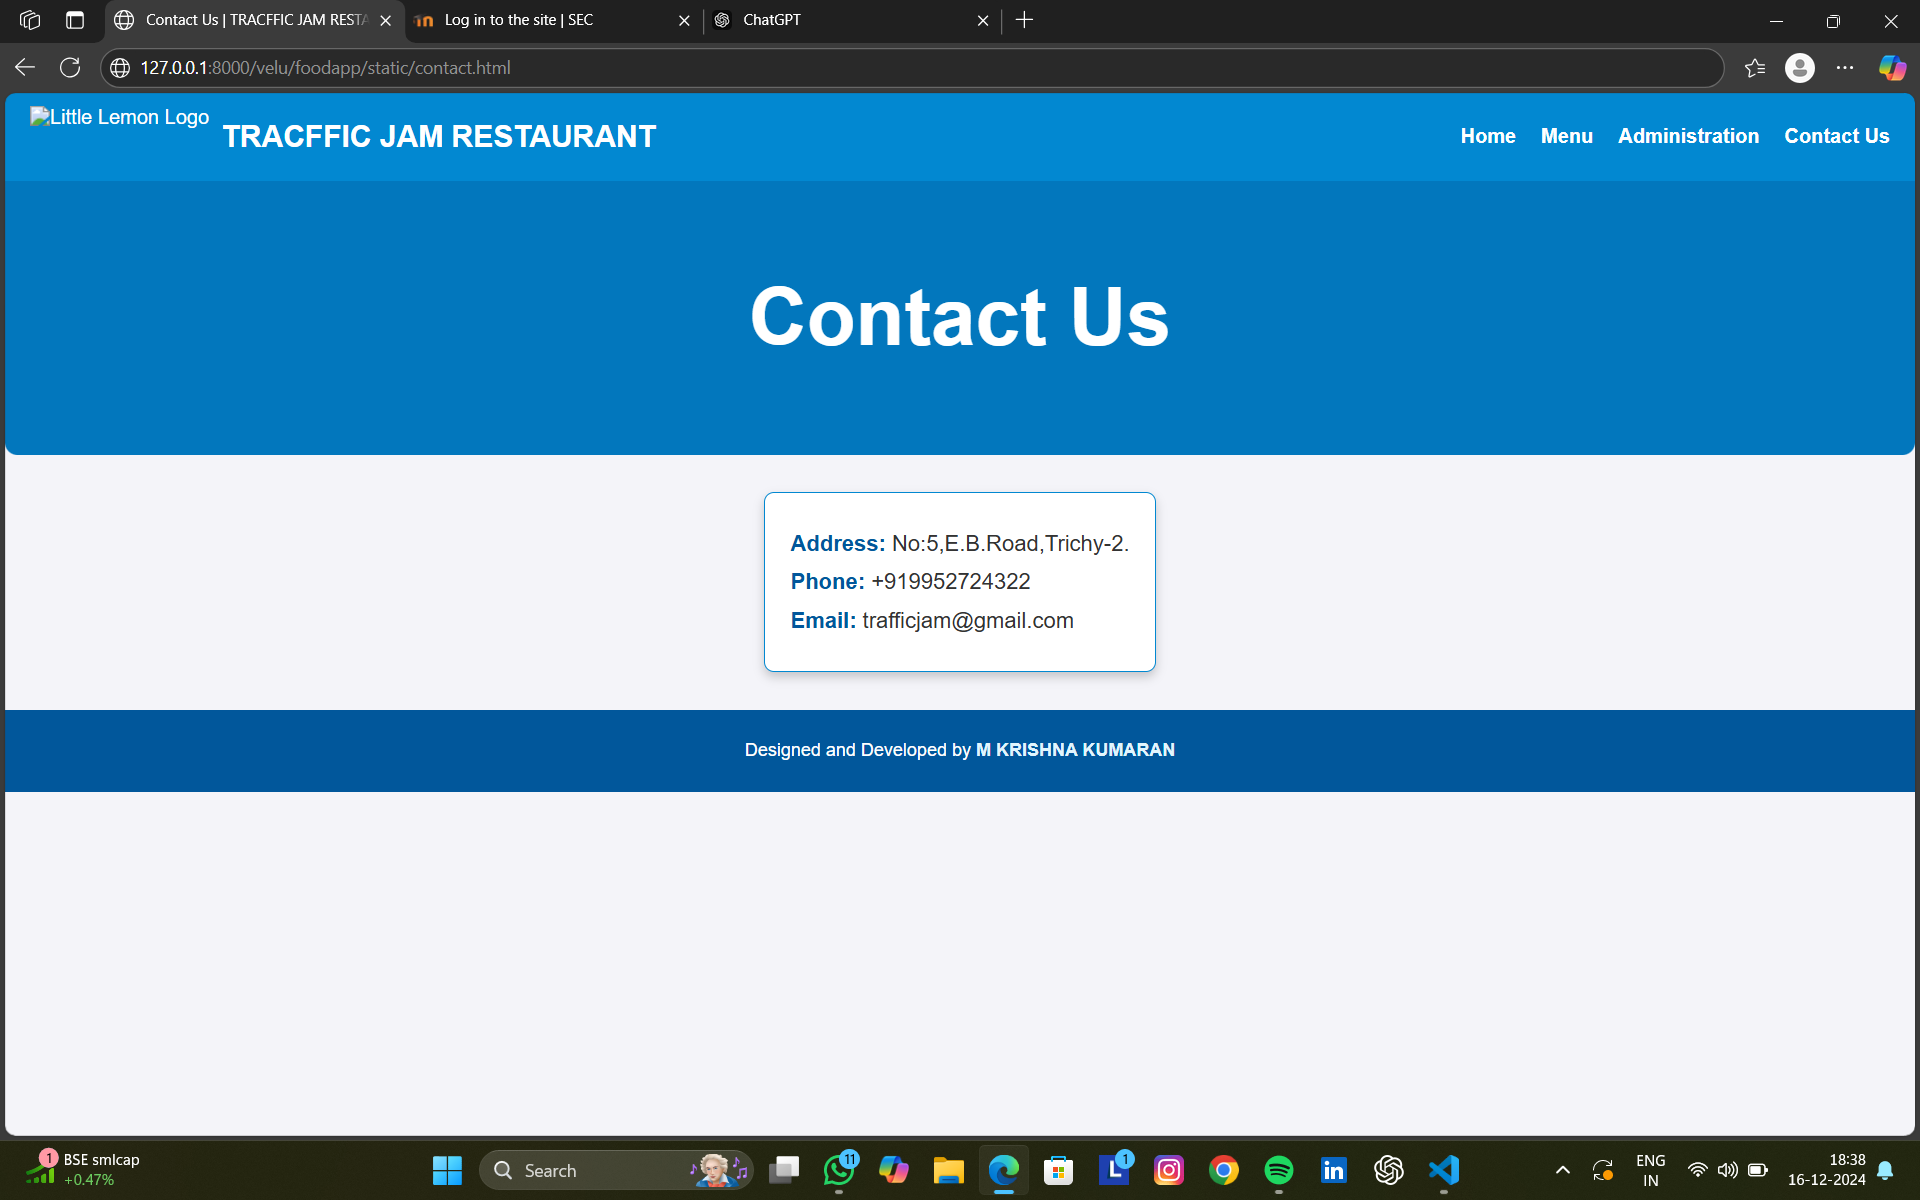 Contact Us | TRACFFIC JAM RESTA
Log in to the site | SEC
ChatGPT
127.0.0.1:8000/velu/foodapp/static/contact.html
Little Lemon Logo
TRACFFIC JAM RESTAURANT
Home Menu Administration Contact Us
Contact Us
Address: No:5,E.B.Road,Trichy-2.
Phone: +919952724322
Email: trafficjam@gmail.com
Designed and Developed by M KRISHNA KUMARAN
1
BSE smlcap
+0.47%
Search
11
L
1
in
ENG
IN
18:38
16-12-2024